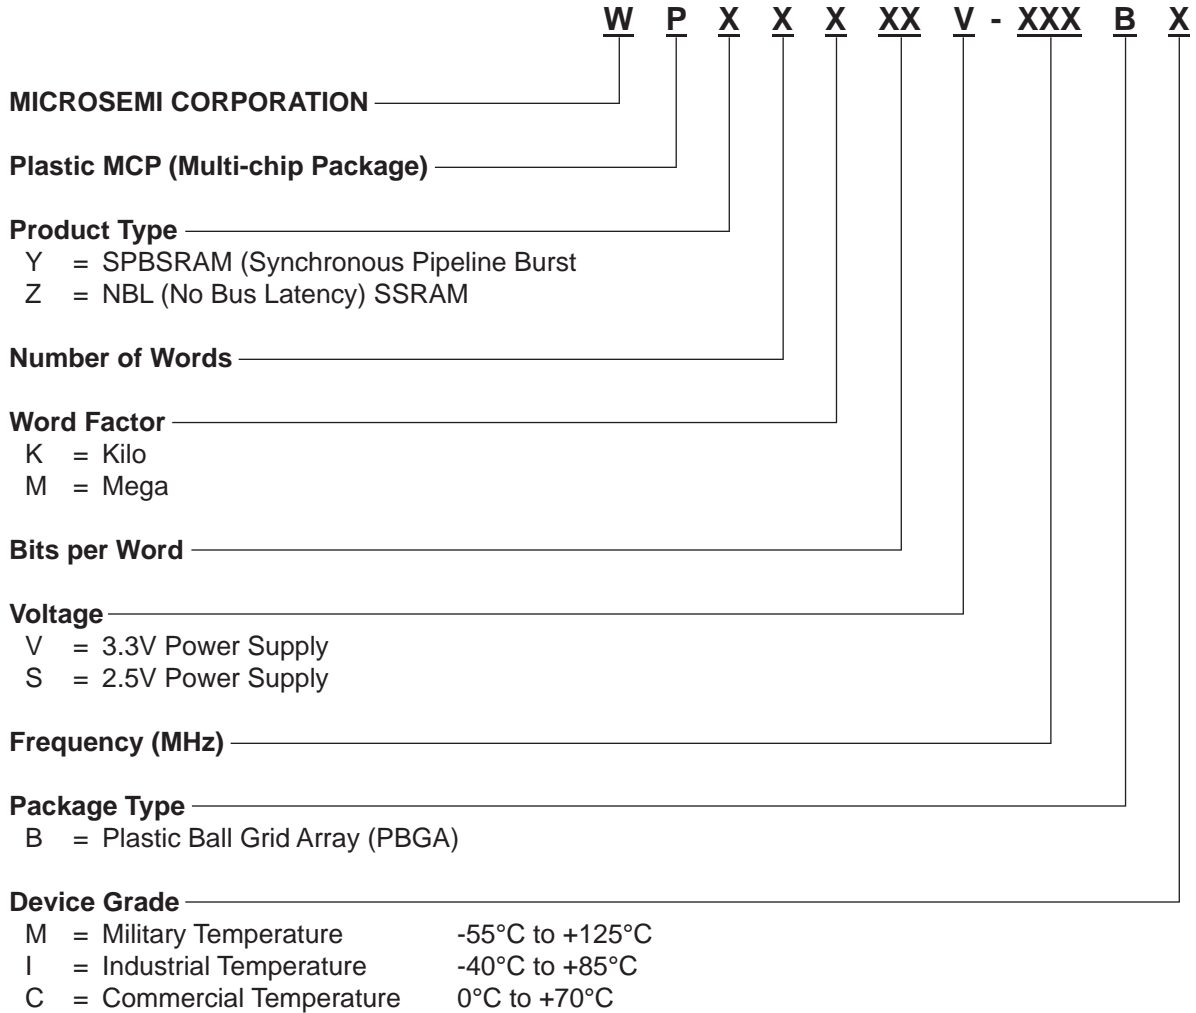 W P X X X XX V - XXX B X
MICROSEMI CORPORATION
Plastic MCP (Multi-chip Package)
Product Type
Y = SPBSRAM (Synchronous Pipeline Burst
Z = NBL (No Bus Latency) SSRAM
Number of Words
Word Factor
K = Kilo
M = Mega
Bits per Word
Voltage
V = 3.3V Power Supply
S = 2.5V Power Supply
Frequency (MHz)
Package Type
B = Plastic Ball Grid Array (PBGA)
Device Grade
M = Military Temperature -55°C to +125°C
I = Industrial Temperature -40°C to +85°C
C = Commercial Temperature 0°C to +70°C